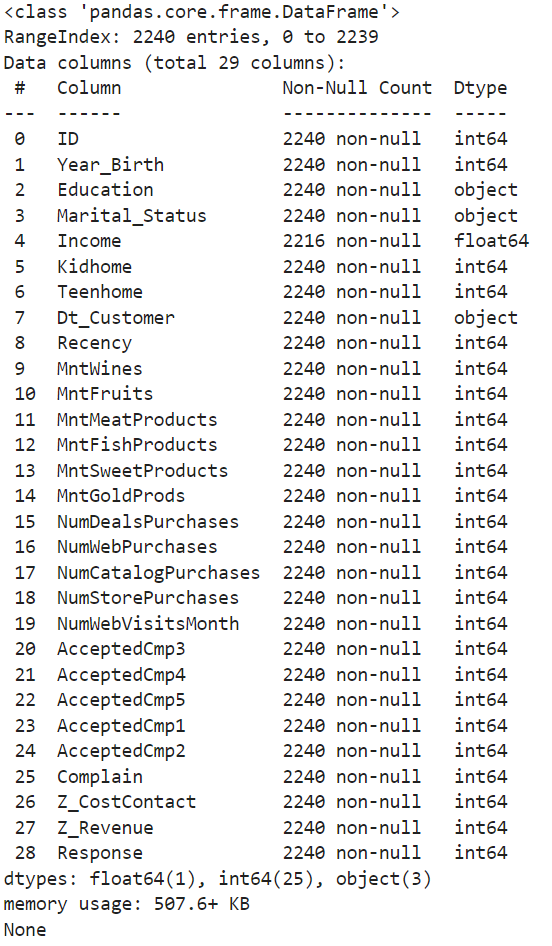 <class 'pandas.core.frame.DataFrame'>
RangeIndex: 2240 entries, 0 to 2239
Data columns (total 29 columns):
 #   Column               Non-Null Count  Dtype
---  ------               --------------  -----
 0   ID                   2240 non-null   int64
 1   Year_Birth           2240 non-null   int64
 2   Education            2240 non-null   object
 3   Marital_Status       2240 non-null   object
 4   Income               2216 non-null   float64
 5   Kidhome              2240 non-null   int64
 6   Teenhome             2240 non-null   int64
 7   Dt_Customer          2240 non-null   object
 8   Recency              2240 non-null   int64
 9   MntWines             2240 non-null   int64
 10  MntFruits            2240 non-null   int64
 11  MntMeatProducts      2240 non-null   int64
 12  MntFishProducts      2240 non-null   int64
 13  MntSweetProducts     2240 non-null   int64
 14  MntGoldProds         2240 non-null   int64
 15  NumDealsPurchases    2240 non-null   int64
 16  NumWebPurchases      2240 non-null   int64
 17  NumCatalogPurchases  2240 non-null   int64
 18  NumStorePurchases    2240 non-null   int64
 19  NumWebVisitsMonth    2240 non-null   int64
 20  AcceptedCmp3         2240 non-null   int64
 21  AcceptedCmp4         2240 non-null   int64
 22  AcceptedCmp5         2240 non-null   int64
 23  AcceptedCmp1         2240 non-null   int64
 24  AcceptedCmp2         2240 non-null   int64
 25  Complain             2240 non-null   int64
 26  Z_CostContact        2240 non-null   int64
 27  Z_Revenue            2240 non-null   int64
 28  Response             2240 non-null   int64
dtypes: float64(1), int64(25), object(3)
memory usage: 507.6+ KB
None